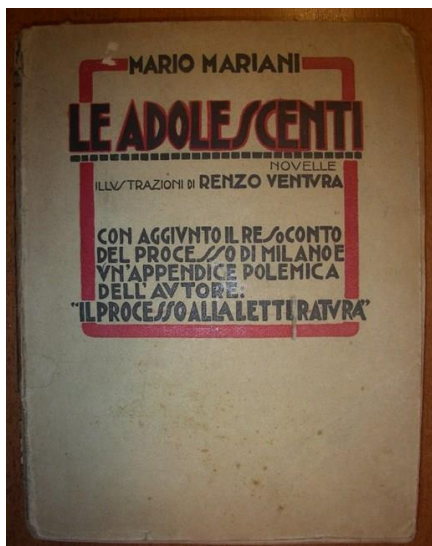 MARIO MARIANI
LE ADOLESCENTI
NOVELLE
ILLVSTRAZIONI DI RENZO VENTVRA
CON AGGIVNTO IL RESOCONTO
DEL PROCESSO DI MILANO E
VN'APPENDICE POLEMICA
DELL'AVTORE:
"IL PROCESSO ALLA LETTERATVRA"